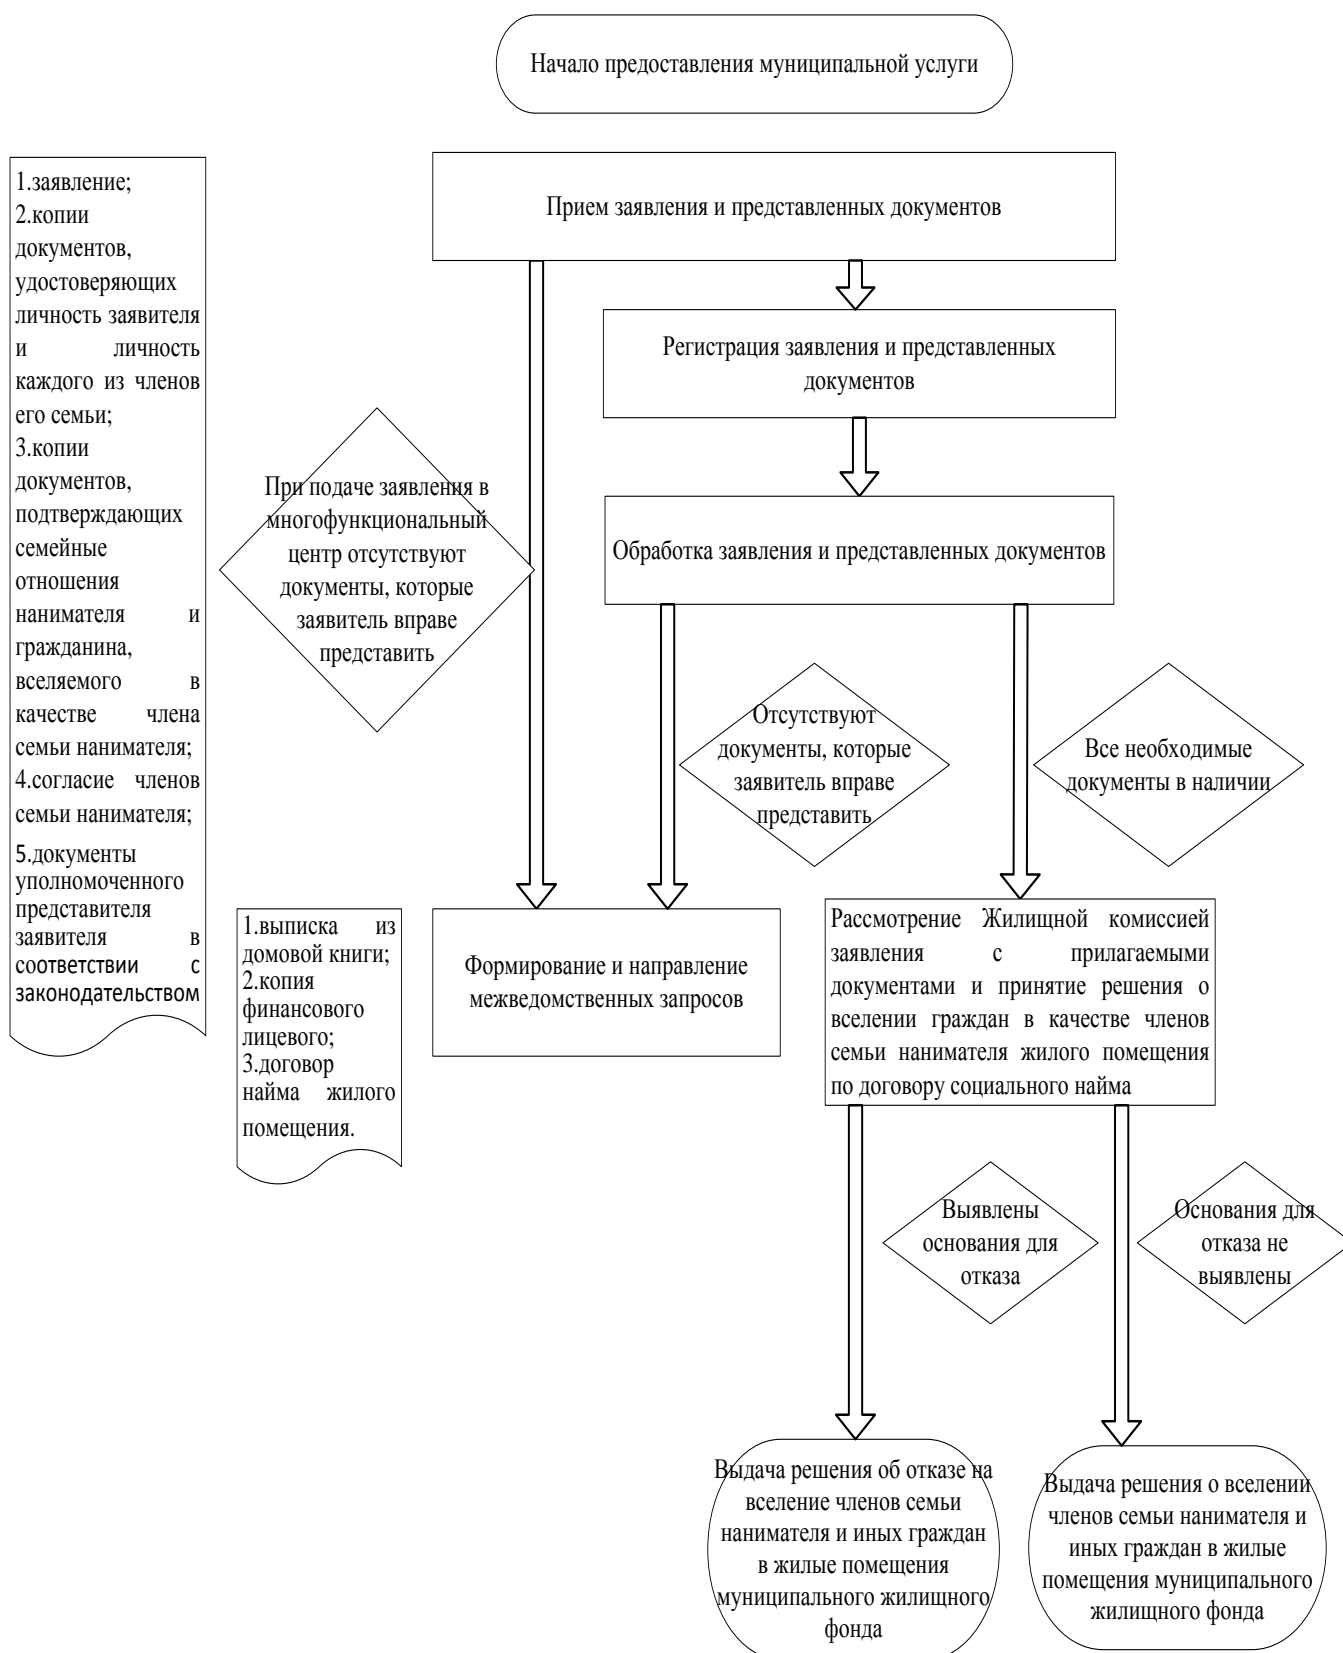 Начало предоставления муниципальной услуги
Прием заявления и представленных документов
1.заявление;
2.копии
документов,
удостоверяющих
личность заявителя
и личность
каждого из членов
его семьи;
3.копии
документов,
подтверждающих
семейные
отношения
нанимателя и
гражданина,
вселяемого в
качестве члена
семьи нанимателя;
4.согласие членов
семьи нанимателя;
5.документы
уполномоченного
представителя
заявителя в
соответствии с
законодательством
Регистрация заявления и представленных
документов
При подаче заявления в
многофункциональный
центр отсутствуют
документы, которые
заявитель вправе
представить
Обработка заявления и представленных документов
Отсутствуют
документы, которые
заявитель вправе
представить
Все необходимые
документы в наличии
1.выписка из
домовой книги;
2.копия
финансового
лицевого;
3.договор
найма жилого
помещения.
Формирование и направление
межведомственных запросов
Рассмотрение Жилищной комиссией
заявления с прилагаемыми
документами и принятие решения о
вселении граждан в качестве членов
семьи нанимателя жилого помещения
по договору социального найма
Выявлены
основания для
отказа
Основания для
отказа не
выявлены
Выдача решения об отказе на
вселение членов семьи
нанимателя и иных граждан
в жилые помещения
муниципального жилищного
фонда
Выдача решения о вселении
членов семьи нанимателя и
иных граждан в жилые
помещения муниципального
жилищного фонда